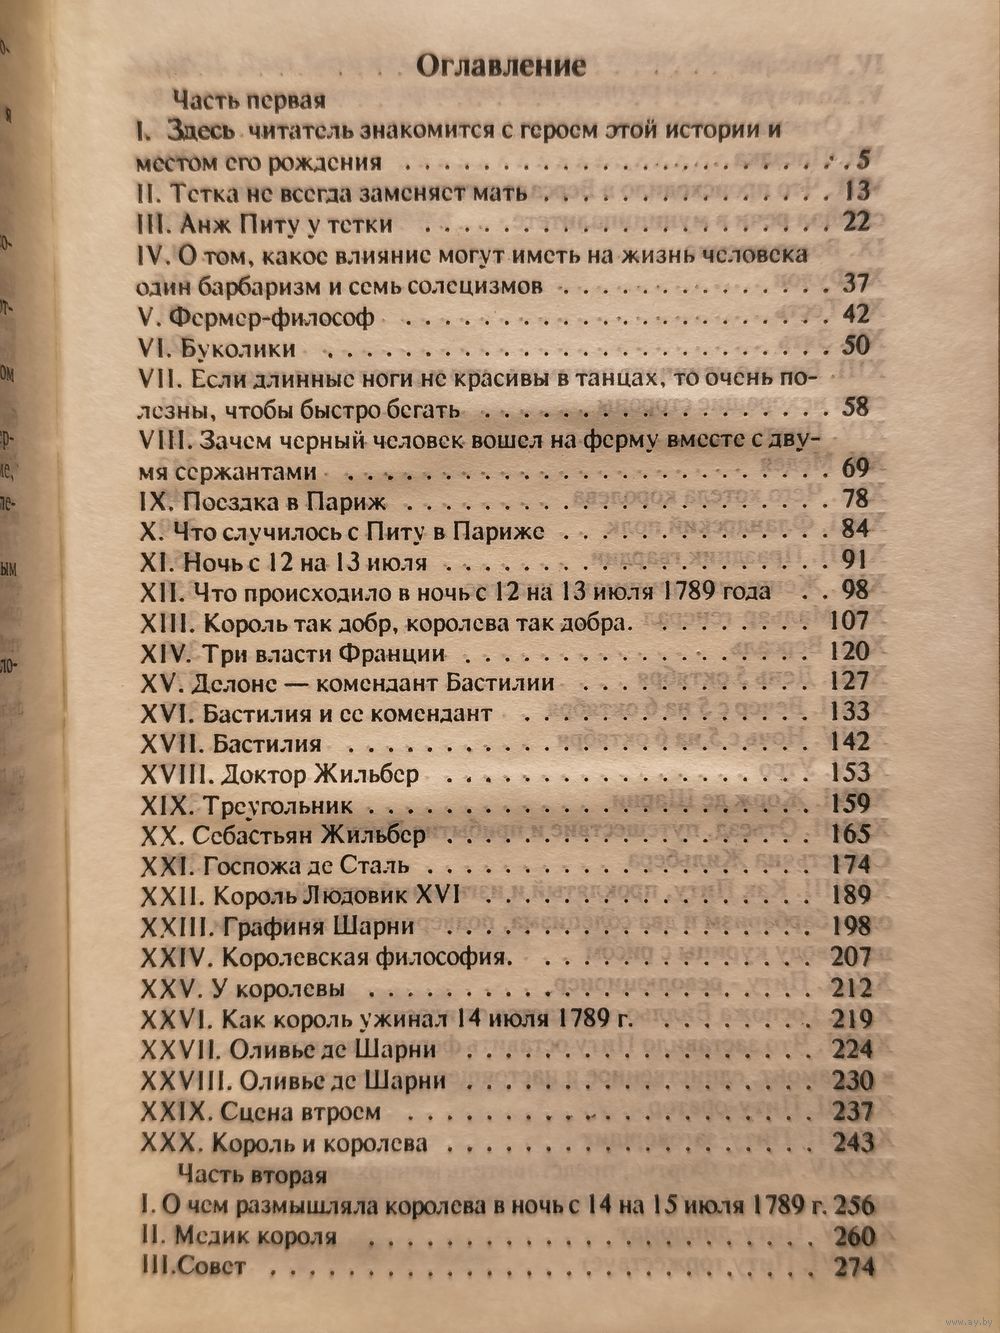 Оглавление
Часть первая
I. Здесь читатель знакомится с героем этой истории и
местом его рождения . . . . . . . . . . . . . . . . 5
II. Тетка не всегда заменяет мать . . . . . . . . . . . 13
III. Анж Питу у тетки . . . . . . . . . . . . . . . 22
IV. О том, какое влияние могут иметь на жизнь человека
один барбаризм и семь солецизмов . . . . . . . . . . 37
V. Фермер-философ . . . . . . . . . . . . . . . . 42
VI. Буколики . . . . . . . . . . . . . . . . . . 50
VII. Если длинные ноги не красивы в танцах, то очень по-
лезны, чтобы быстро бегать . . . . . . . . . . . . . 58
VIII. Зачем черный человек вошел на ферму вместе с дву-
мя сержантами . . . . . . . . . . . . . . . . . 69
IX. Поездка в Париж . . . . . . . . . . . . . . . . 78
X. Что случилось с Питу в Париже . . . . . . . . . . 84
XI. Ночь с 12 на 13 июля . . . . . . . . . . . . . . 91
XII. Что происходило в ночь с 12 на 13 июля 1789 года . . 98
XIII. Король так добр, королева так добра. . . . . . . . 107
XIV. Три власти Франции . . . . . . . . . . . . . 120
XV. Делоне — комендант Бастилии . . . . . . . . . 127
XVI. Бастилия и ее комендант . . . . . . . . . . . 133
XVII. Бастилия . . . . . . . . . . . . . . . . . 142
XVIII. Доктор Жильбер . . . . . . . . . . . . . . 153
XIX. Треугольник . . . . . . . . . . . . . . . . 159
XX. Себастьян Жильбер . . . . . . . . . . . . . . 165
XXI. Госпожа де Сталь . . . . . . . . . . . . . . 174
XXII. Король Людовик XVI . . . . . . . . . . . . 189
XXIII. Графиня Шарни . . . . . . . . . . . . . . 198
XXIV. Королевская философия. . . . . . . . . . . 207
XXV. У королевы . . . . . . . . . . . . . . . . 212
XXVI. Как король ужинал 14 июля 1789 г. . . . . . . . 219
XXVII. Оливье де Шарни . . . . . . . . . . . . . 224
XXVIII. Оливье де Шарни . . . . . . . . . . . . . 230
XXIX. Сцена втроем . . . . . . . . . . . . . . . 237
XXX. Король и королева . . . . . . . . . . . . . . 243
Часть вторая
I. О чем размышляла королева в ночь с 14 на 15 июля 1789 г. 256
II. Медик короля . . . . . . . . . . . . . . . . 260
III.Совет . . . . . . . . . . . . . . . . . . . 274
www.ay.by